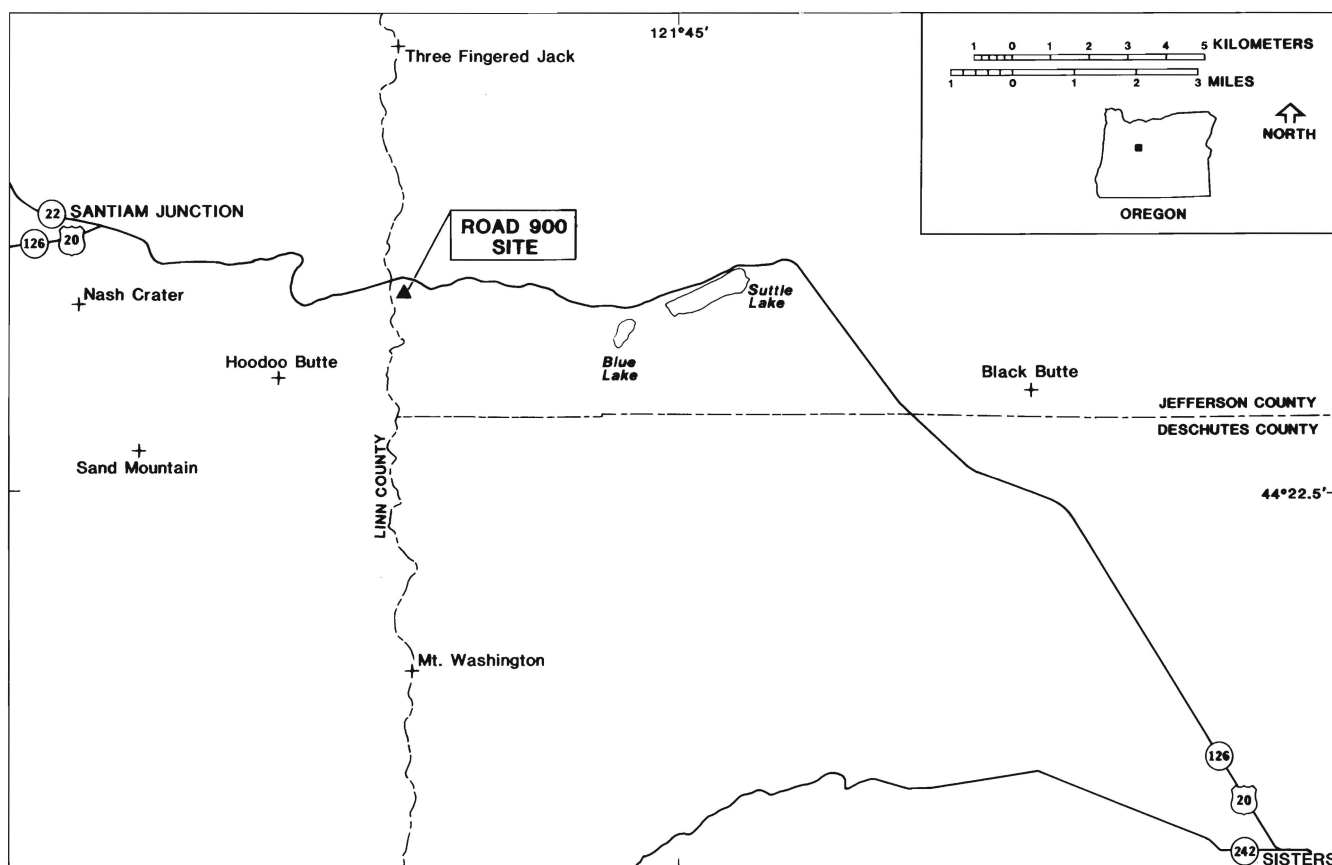 121°45'
Three Fingered Jack
1 0 1 2 3 4 5 KILOMETERS
1 0 1 2 3
MILES
NORTH
OREGON
22 SANTIAM JUNCTION
126 20
ROAD 900
SITE
Nash Crater
Suttle
Lake
Hoodoo Butte
Blue
Lake
Black Butte
JEFFERSON COUNTY
DESCHUTES COUNTY
Sand Mountain
LINN COUNTY
44°22.5'
Mt. Washington
126
20
242 SISTERS